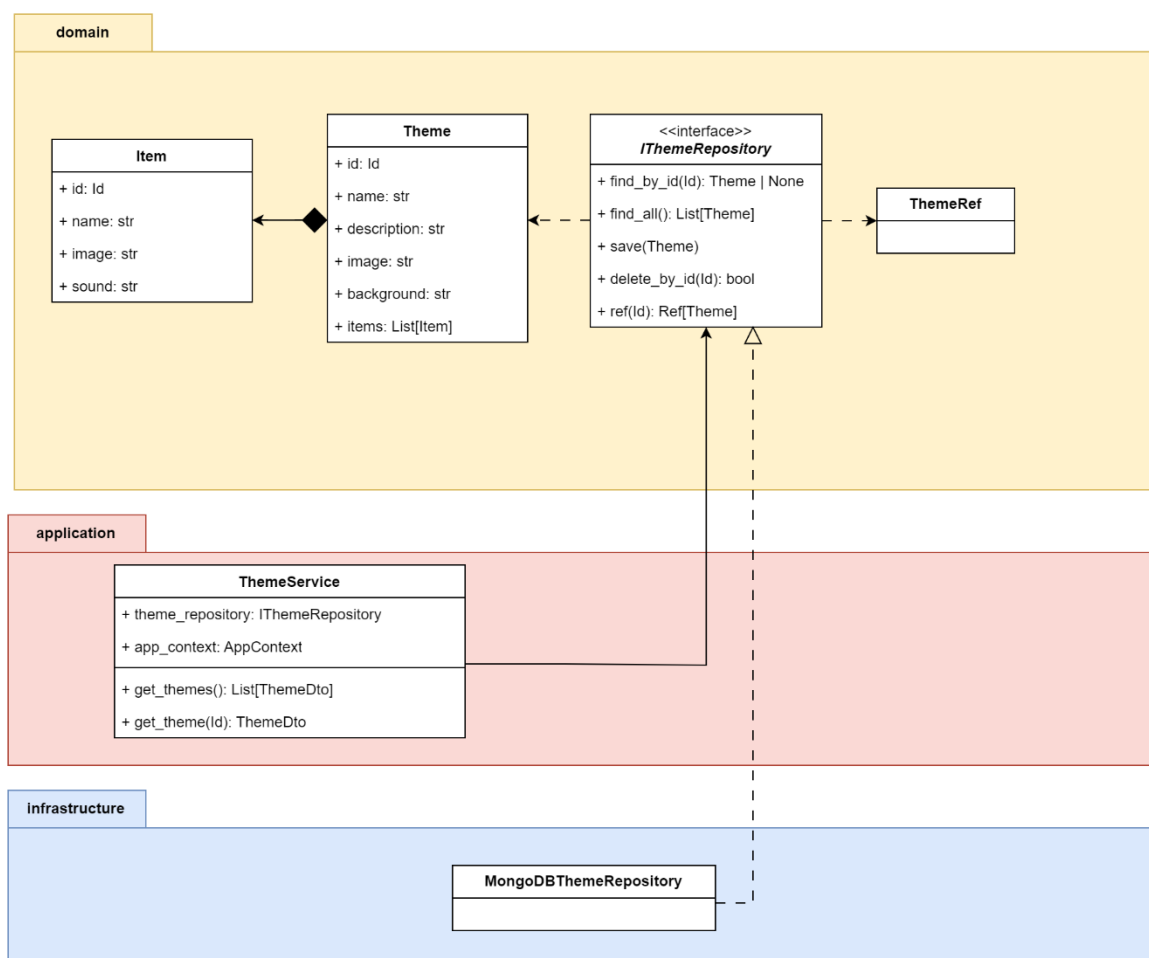 domain
Item
+ id: Id
+ name: str
+ image: str
+ sound: str
Theme
+ id: Id
+ name: str
+ description: str
+ image: str
+ background: str
+ items: List[Item]
<<interface>>
IThemeRepository
+ find_by_id(Id): Theme | None
+ find_all(): List[Theme]
+ save(Theme)
+ delete_by_id(Id): bool
+ ref(Id): Ref[Theme]
ThemeRef
application
ThemeService
+ theme_repository: IThemeRepository
+ app_context: AppContext
+ get_themes(): List[ThemeDto]
+ get_theme(Id): ThemeDto
infrastructure
MongoDBThemeRepository